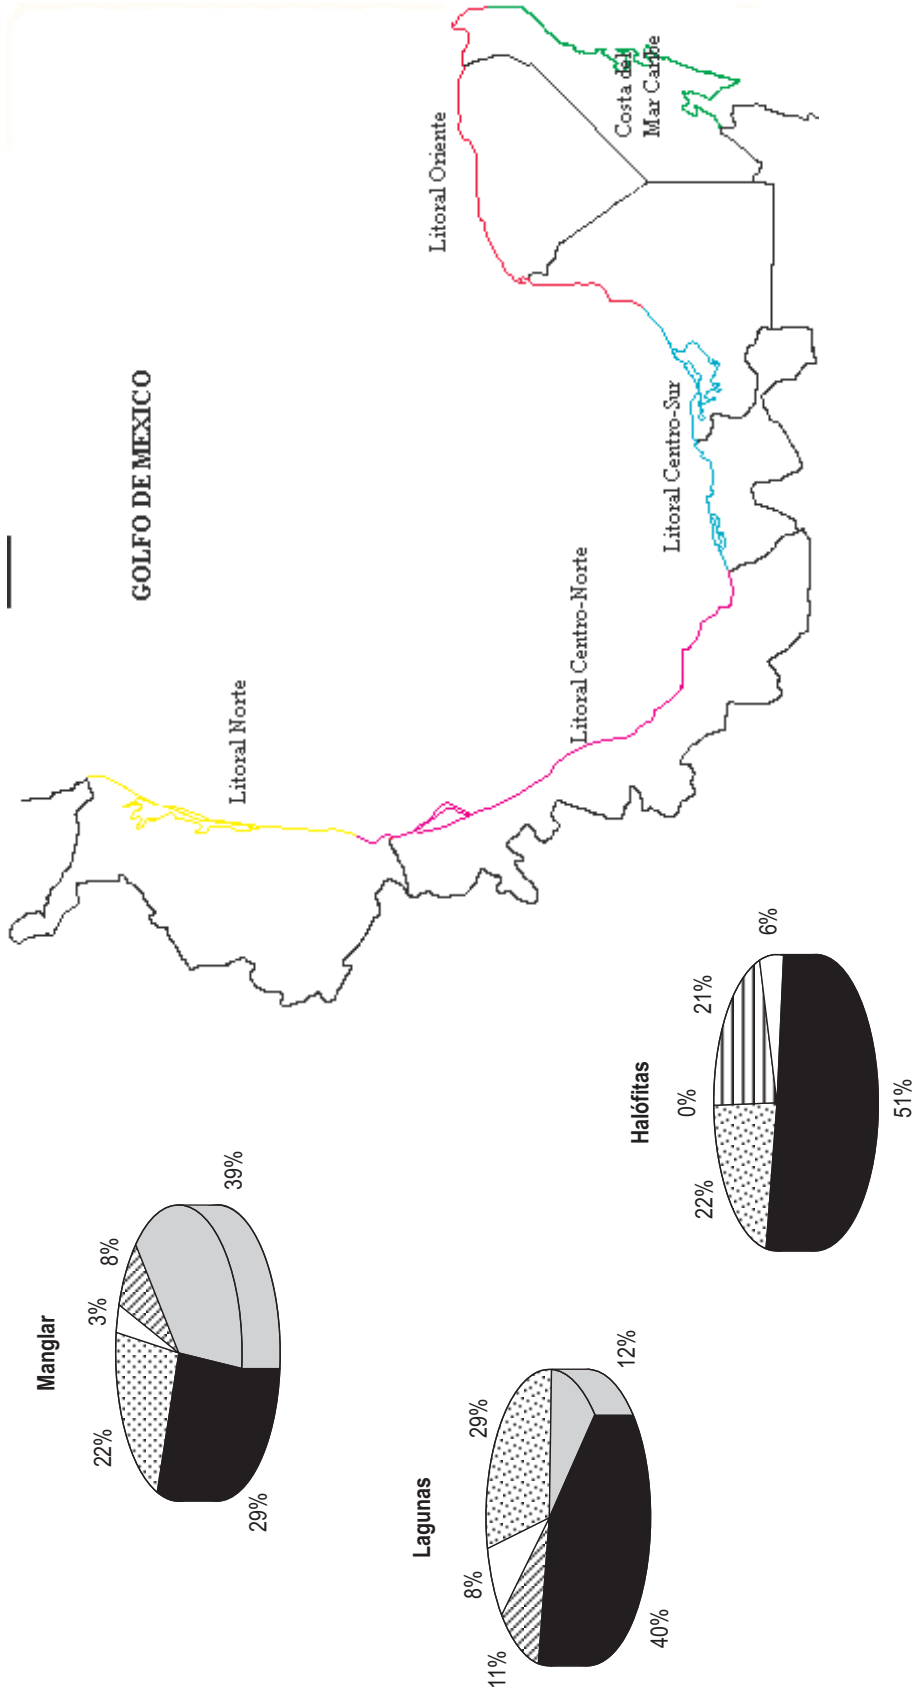 Manglar
3%
8%
22%
39%
29%
Lagunas
29%
8%
12%
11%
40%
Halófitas
0%
21%
22%
6%
51%
GOLFO DE MEXICO
Litoral Norte
Litoral Centro-Norte
Litoral Centro-Sur
Litoral Oriente
Costa del
Mar Caribe